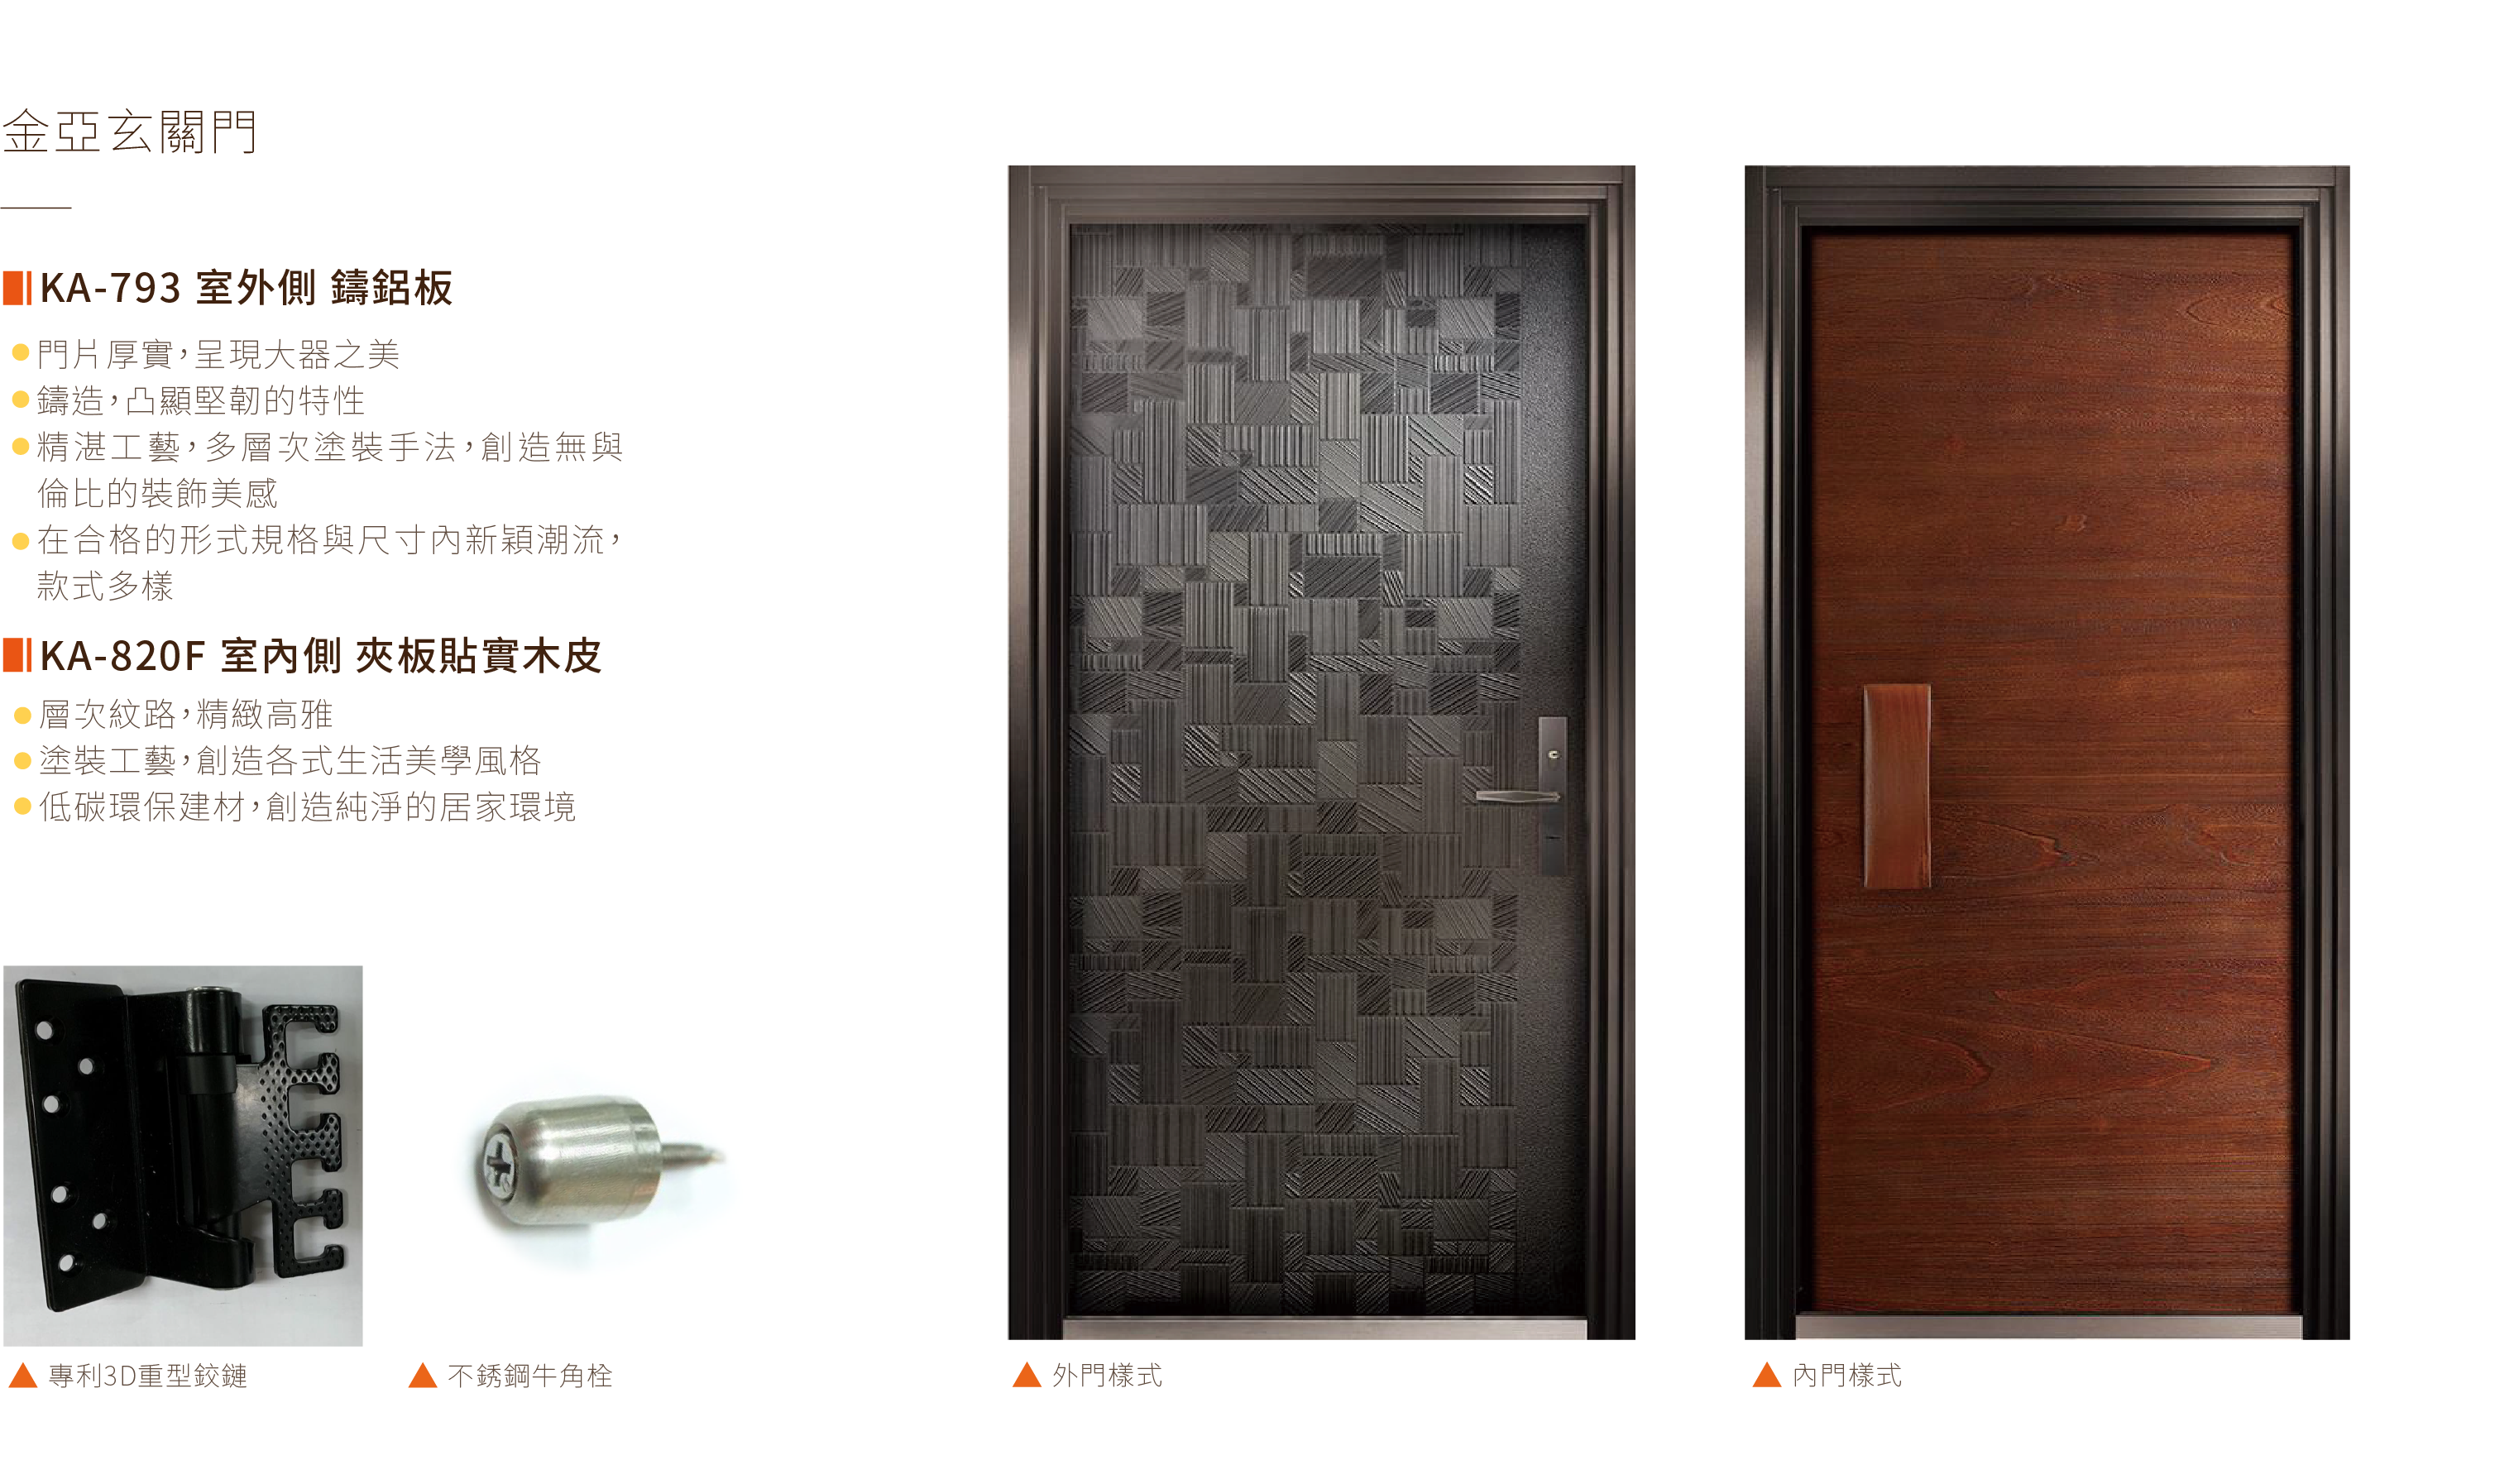 金亞玄關門
KA-793 室外側 鑄鋁板
門片厚實，呈現大器之美
鑄造，凸顯堅韌的特性
精湛工藝，多層次塗裝手法，創造無與
倫比的裝飾美感
在合格的形式規格與尺寸內新穎潮流，
款式多樣
KA-820F 室內側 夾板貼實木皮
層次紋路，精緻高雅
塗裝工藝，創造各式生活美學風格
低碳環保建材，創造純淨的居家環境
專利3D重型鉸鏈
不銹鋼牛角栓
外門樣式
內門樣式